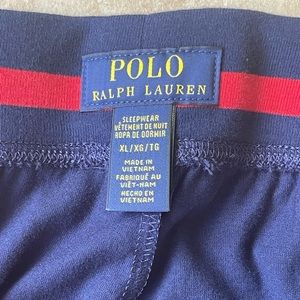 POLO
RALPH LAUREN
SLEEPWEAR
VÊTEMENT DE NUIT
ROPA DE DORMIR
XL/XG/TG
MADE IN
VIETNAM
FABRIQUÉ AU
VIÊT-NAM
HECHO EN
VIETNAM